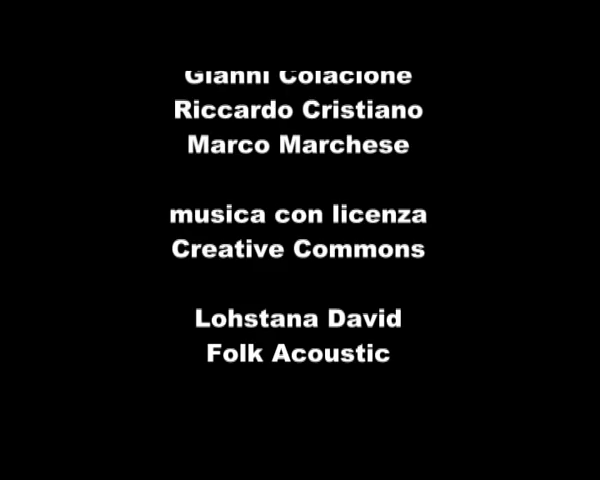 Gianni Colacione
Riccardo Cristiano
Marco Marchese
musica con licenza
Creative Commons
Lohstana David
Folk Acoustic